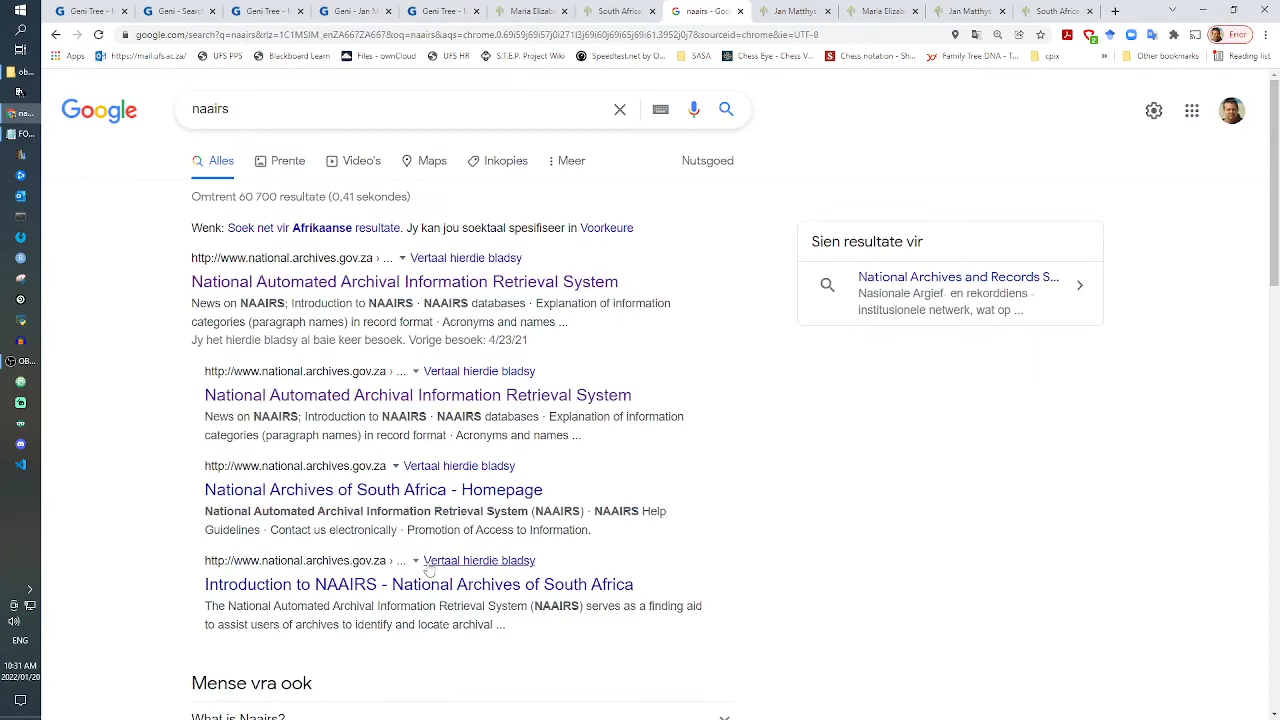 Geni Tree - I
Geni - Searc
Geni Tree - I
Geni - Jan M
Geni Tree - I
Maria Elizab
South Africa
naairs - Goo
Jan Matthys
Maria Elizab
Jan Matthys
South Africa
google.com/search?q=naairs&rlz=1C1MSIM_enZA667ZA667&oq=naairs&aqs=chrome.0.69i59j69i57j0i271l3j69i60j69i65j69i61.3952j0j7&sourceid=chrome&ie=UTF-8
Error
Apps
https://mail.ufs.ac.za/
UFS PPS
Blackboard Learn
Files - ownCloud
UFS HR
S.T.E.P. Project Wiki
Speedtest.net by O...
SASA
Chess Eye - Chess V...
Chess notation - Sh...
Family Tree DNA - T...
cpix
»
Other bookmarks
Reading list
Google
naairs
Alles
Prente
Video's
Maps
Inkopies
Meer
Nutsgoed
Omtrent 60 700 resultate (0,41 sekondes)
Wenk: Soek net vir Afrikaanse resultate. Jy kan jou soektaal spesifiseer in Voorkeure
http://www.national.archives.gov.za › ... Vertaal hierdie bladsy
National Automated Archival Information Retrieval System
News on NAAIRS; Introduction to NAAIRS · NAAIRS databases · Explanation of information
categories (paragraph names) in record format · Acronyms and names ...
Jy het hierdie bladsy al baie keer besoek. Vorige besoek: 4/23/21
http://www.national.archives.gov.za › ... Vertaal hierdie bladsy
National Automated Archival Information Retrieval System
News on NAAIRS; Introduction to NAAIRS · NAAIRS databases · Explanation of information
categories (paragraph names) in record format · Acronyms and names ...
http://www.national.archives.gov.za Vertaal hierdie bladsy
National Archives of South Africa - Homepage
National Automated Archival Information Retrieval System (NAAIRS) · NAAIRS Help
Guidelines · Contact us electronically · Promotion of Access to Information.
http://www.national.archives.gov.za › ... Vertaal hierdie bladsy
Introduction to NAAIRS - National Archives of South Africa
The National Automated Archival Information Retrieval System (NAAIRS) serves as a finding aid
to assist users of archives to identify and locate archival ...
Mense vra ook
What is Naairs?
Sien resultate vir
National Archives and Records S...
Nasionale Argief- en rekorddiens -
institusionele netwerk, wat op ...
ob...
na...
FO...
OB...
ENG
10:31 AM
2022/01/20